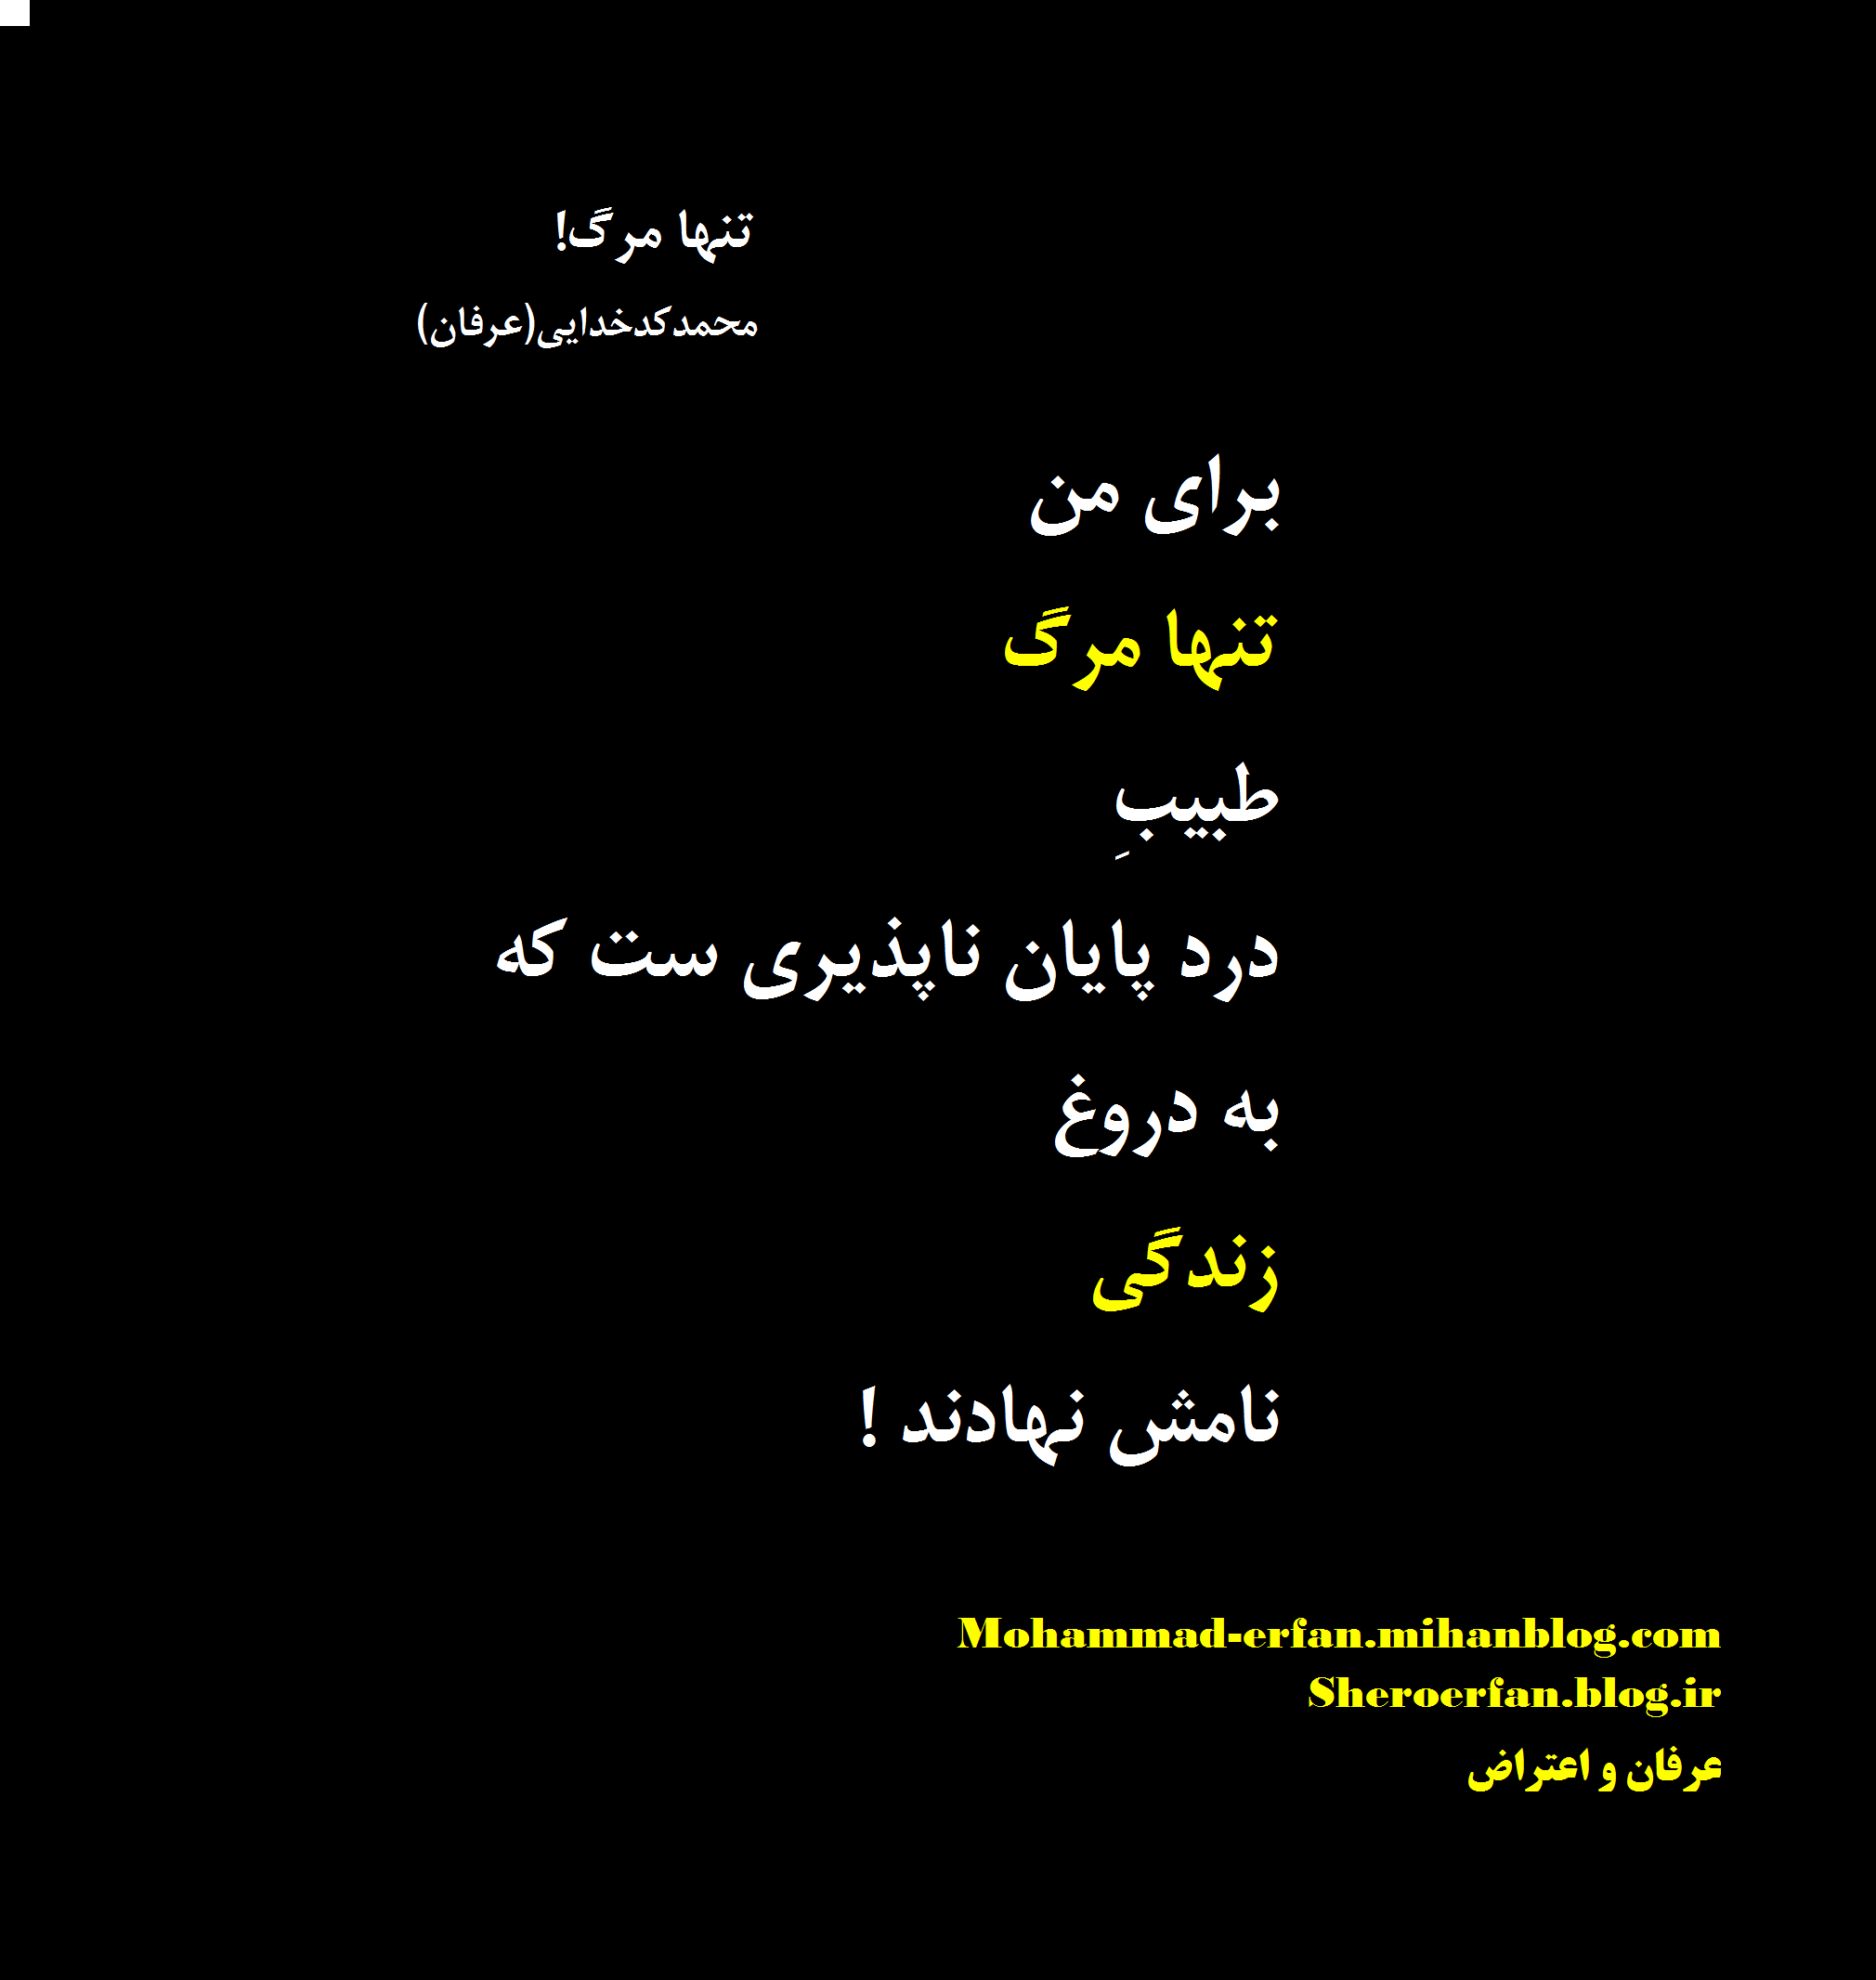 تنها مرگ!
محمدکدخدایی(عرفان)
برای من
تنها مرگ
طبیبِ
درد پایان ناپذیری ست که
به دروغ
زندگی
نامش نهادند !
Mohammad-erfan.mihanblog.com
Sheroerfan.blog.ir
عرفان و اعتراض